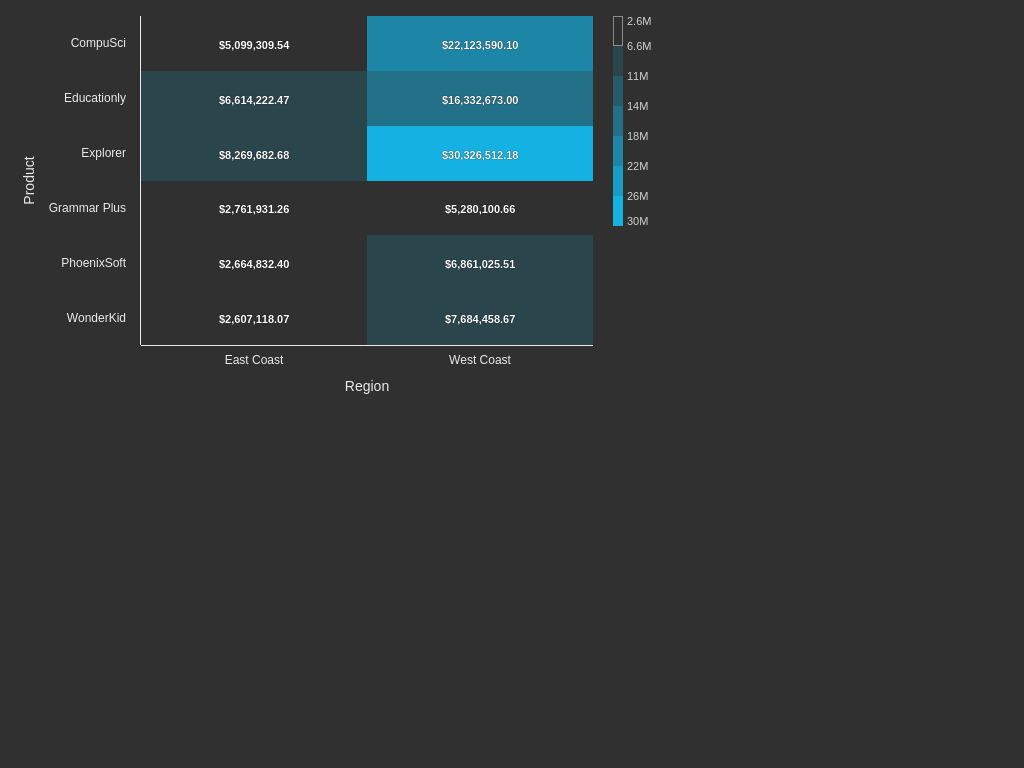 CompuSci $5,099,309.54 $22,123,590.10
Educationly $6,614,222.47 $16,332,673.00
Explorer $8,269,682.68 $30,326,512.18
Grammar Plus $2,761,931.26 $5,280,100.66
PhoenixSoft $2,664,832.40 $6,861,025.51
WonderKid $2,607,118.07 $7,684,458.67
East Coast West Coast
Region
Product
2.6M
6.6M
11M
14M
18M
22M
26M
30M